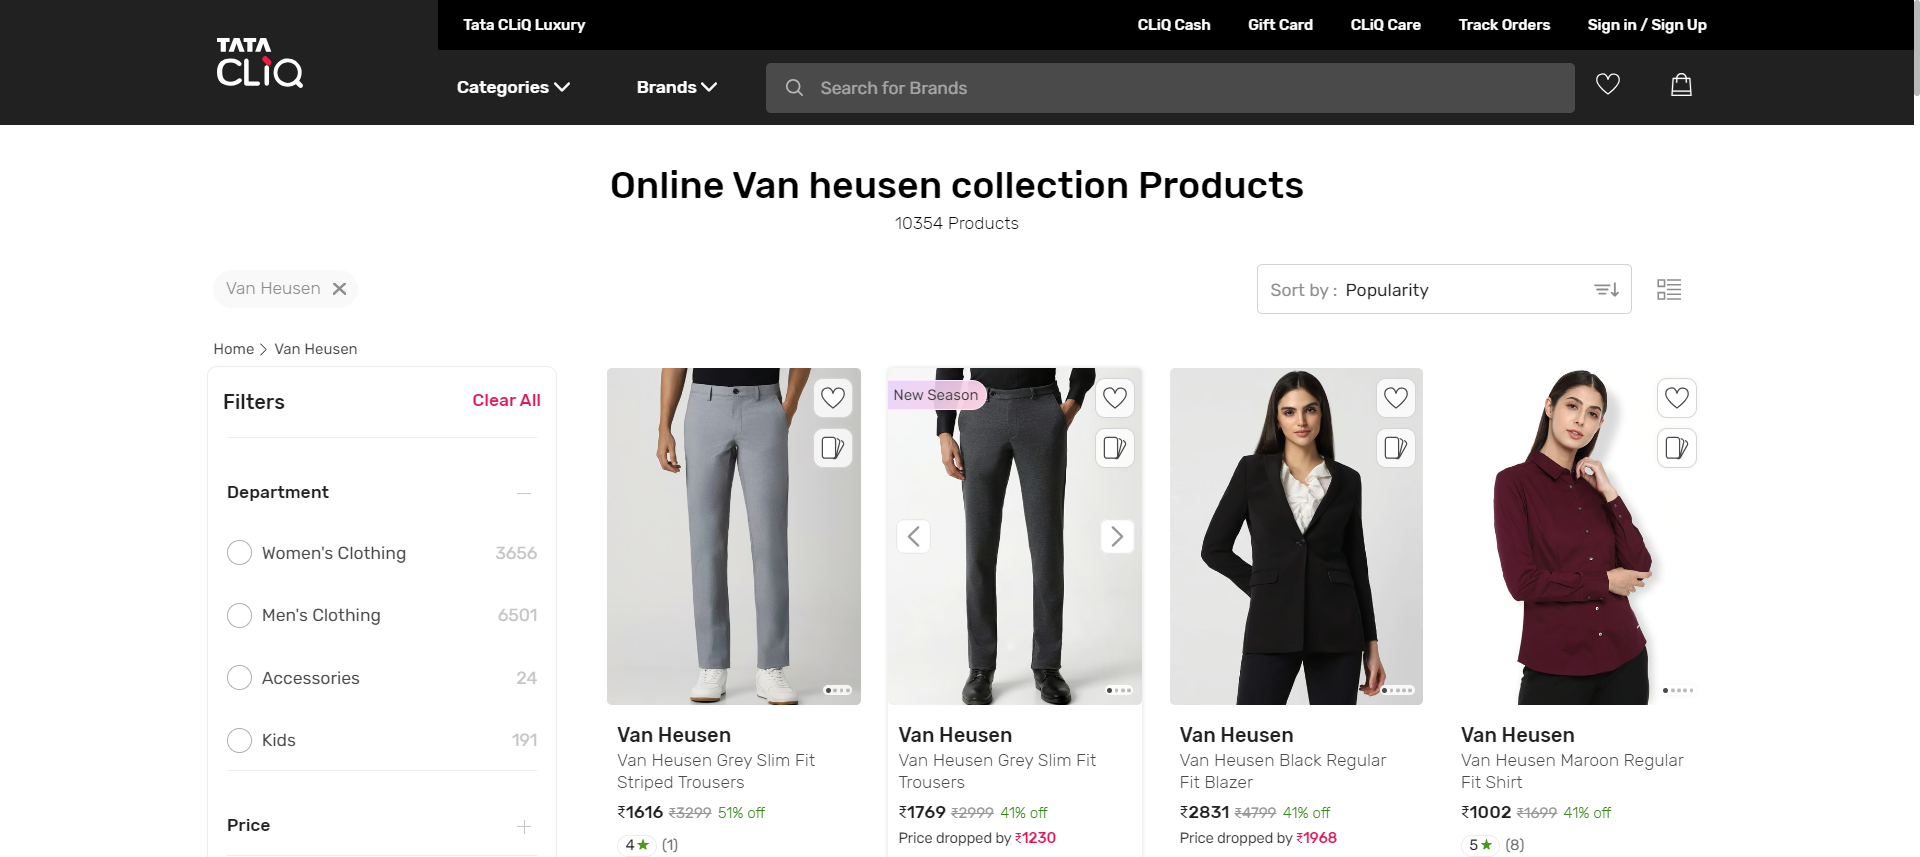 Tata CLiQ Luxury
CLiQ Cash
Gift Card
CLiQ Care
Track Orders
Sign in / Sign Up
TATA
CLiQ
Categories
Brands
Search for Brands
Online Van heusen collection Products
10354 Products
Van Heusen
Sort by : Popularity
Home > Van Heusen
Filters
Clear All
Department
Women's Clothing 3656
Men's Clothing 6501
Accessories 24
Kids 191
Price
Van Heusen
Van Heusen Grey Slim Fit
Striped Trousers
₹1616 ₹3299 51% off
4★ (1)
New Season
Van Heusen
Van Heusen Grey Slim Fit
Trousers
₹1769 ₹2999 41% off
Price dropped by ₹1230
Van Heusen
Van Heusen Black Regular
Fit Blazer
₹2831 ₹4799 41% off
Price dropped by ₹1968
Van Heusen
Van Heusen Maroon Regular
Fit Shirt
₹1002 ₹1699 41% off
5★ (8)